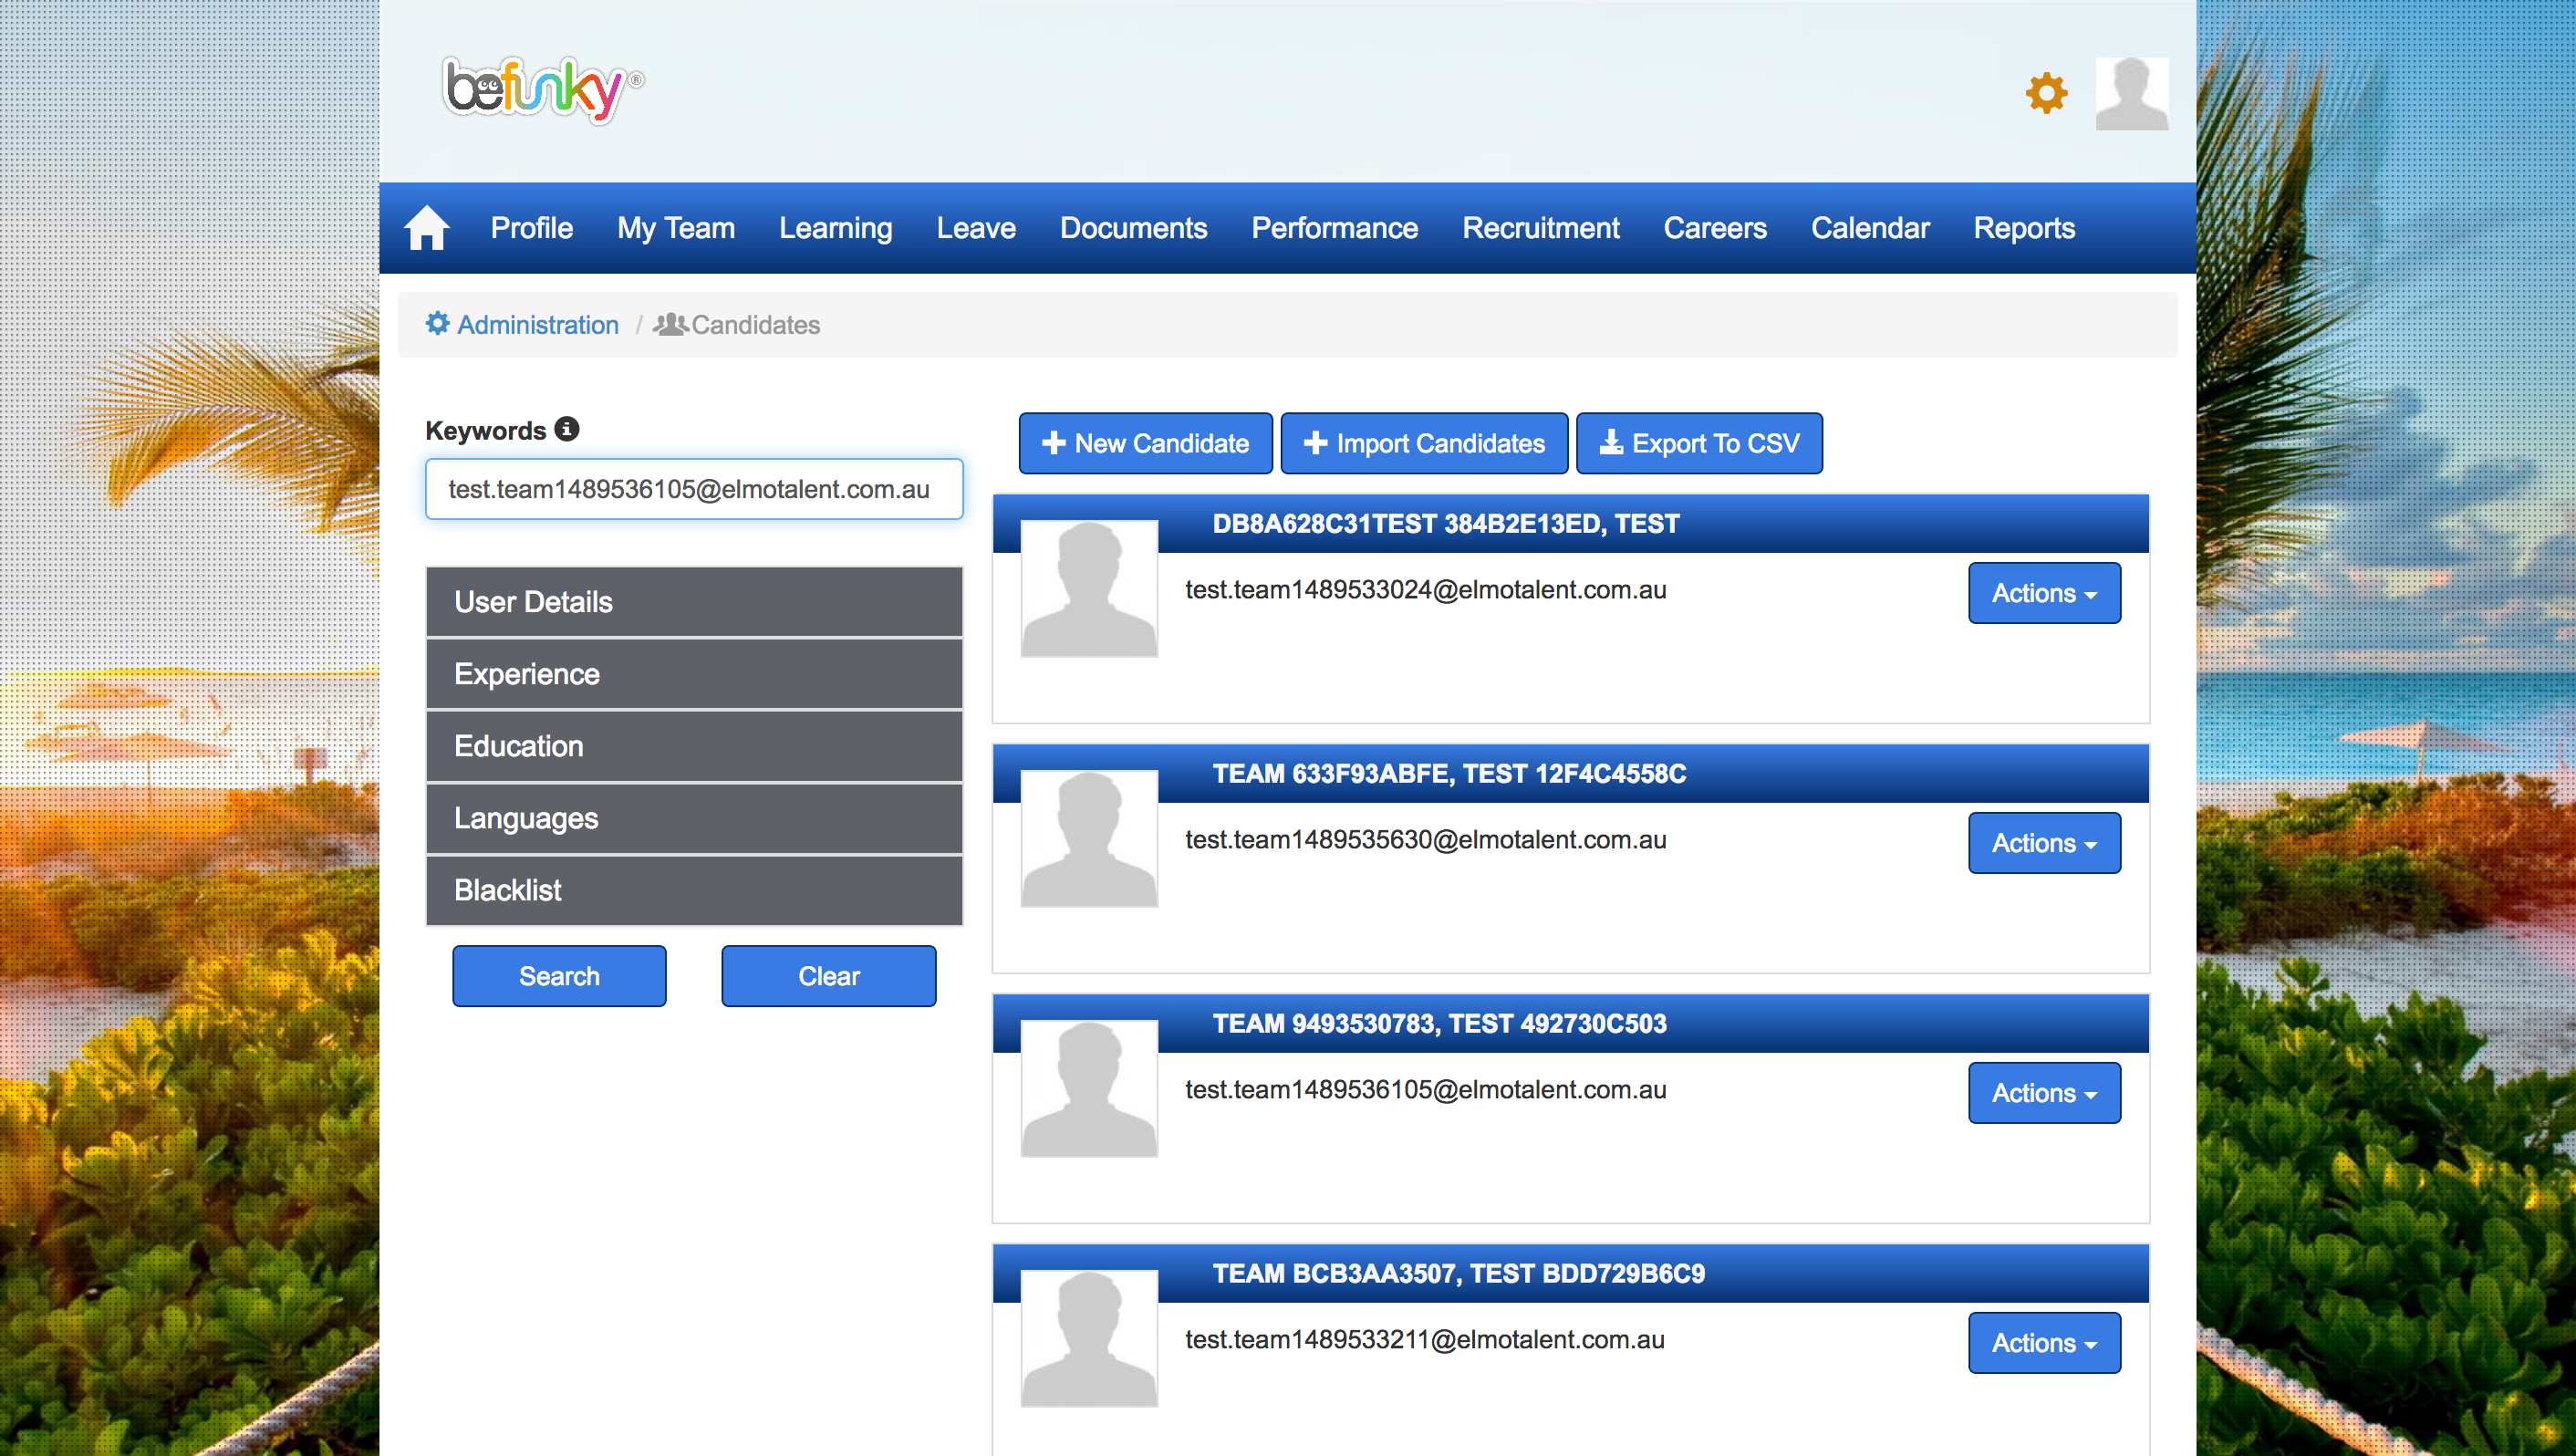 befunky®
Profile My Team Learning Leave Documents Performance Recruitment Careers Calendar Reports
Administration / Candidates
Keywords
test.team1489536105@elmotalent.com.au
User Details
Experience
Education
Languages
Blacklist
Search Clear
New Candidate Import Candidates Export To CSV
DB8A628C31TEST 384B2E13ED, TEST
test.team1489533024@elmotalent.com.au
Actions
TEAM 633F93ABFE, TEST 12F4C4558C
test.team1489535630@elmotalent.com.au
Actions
TEAM 9493530783, TEST 492730C503
test.team1489536105@elmotalent.com.au
Actions
TEAM BCB3AA3507, TEST BDD729B6C9
test.team1489533211@elmotalent.com.au
Actions